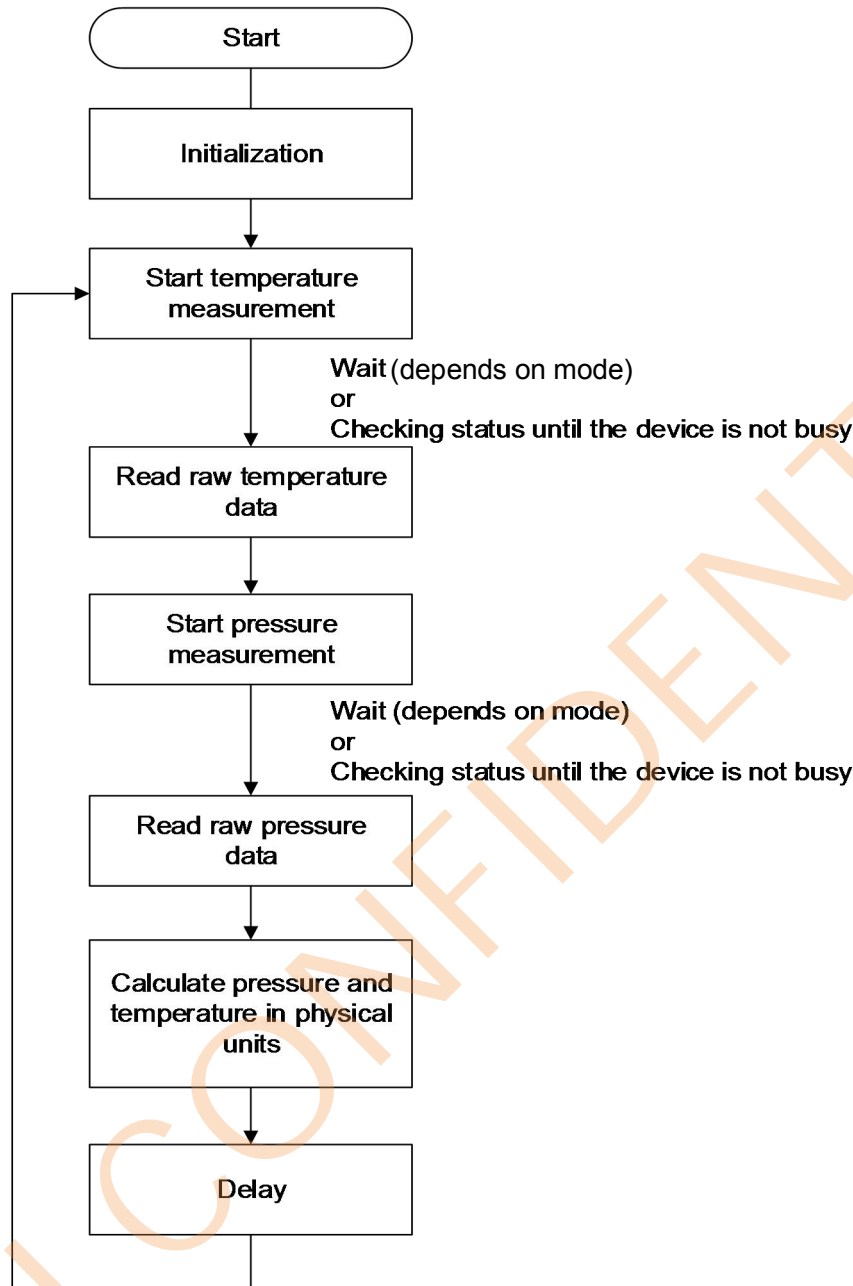 Start
Initialization
Start temperature
measurement
Wait (depends on mode)
or
Checking status until the device is not busy
Read raw temperature
data
Start pressure
measurement
Wait (depends on mode)
or
Checking status until the device is not busy
Read raw pressure
data
Calculate pressure and
temperature in physical
units
Delay
CONFIDENT